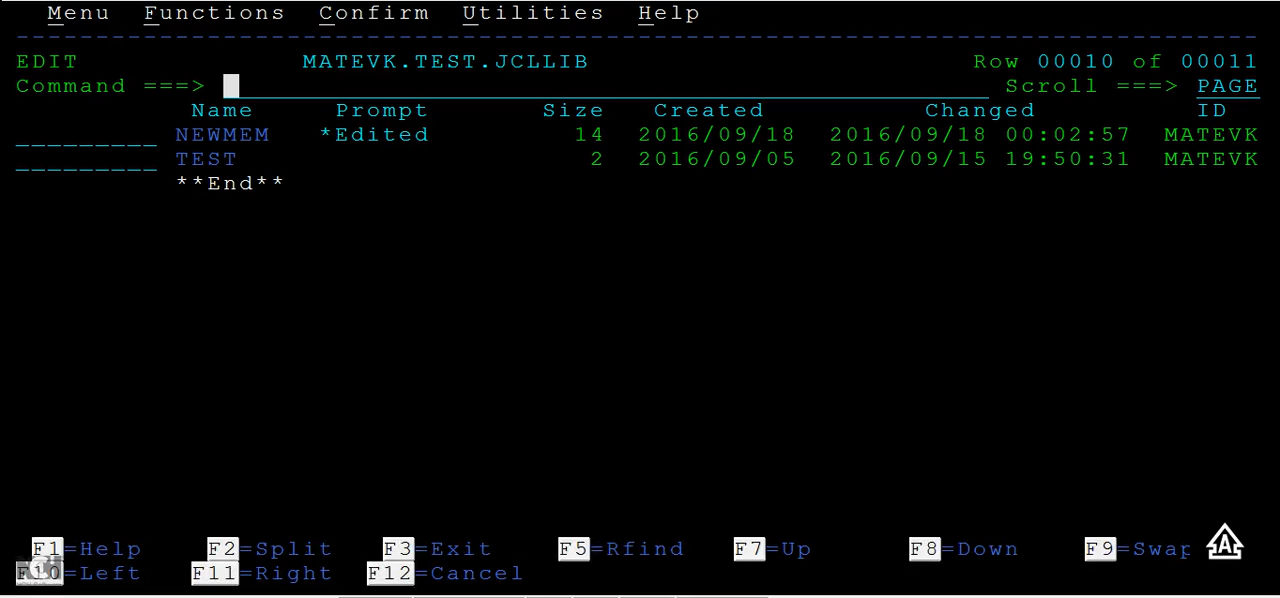 Menu Functions Confirm Utilities Help
EDIT MATEVK.TEST.JCLLIB Row 00010 of 00011
Command ===> Scroll ===> PAGE
Name Prompt Size Created Changed ID
_________ NEWMEM *Edited 14 2016/09/18 2016/09/18 00:02:57 MATEVK
_________ TEST 2 2016/09/05 2016/09/15 19:50:31 MATEVK
**End**
F1=Help F2=Split F3=Exit F5=Rfind F7=Up F8=Down F9=Swap
F10=Left F11=Right F12=Cancel